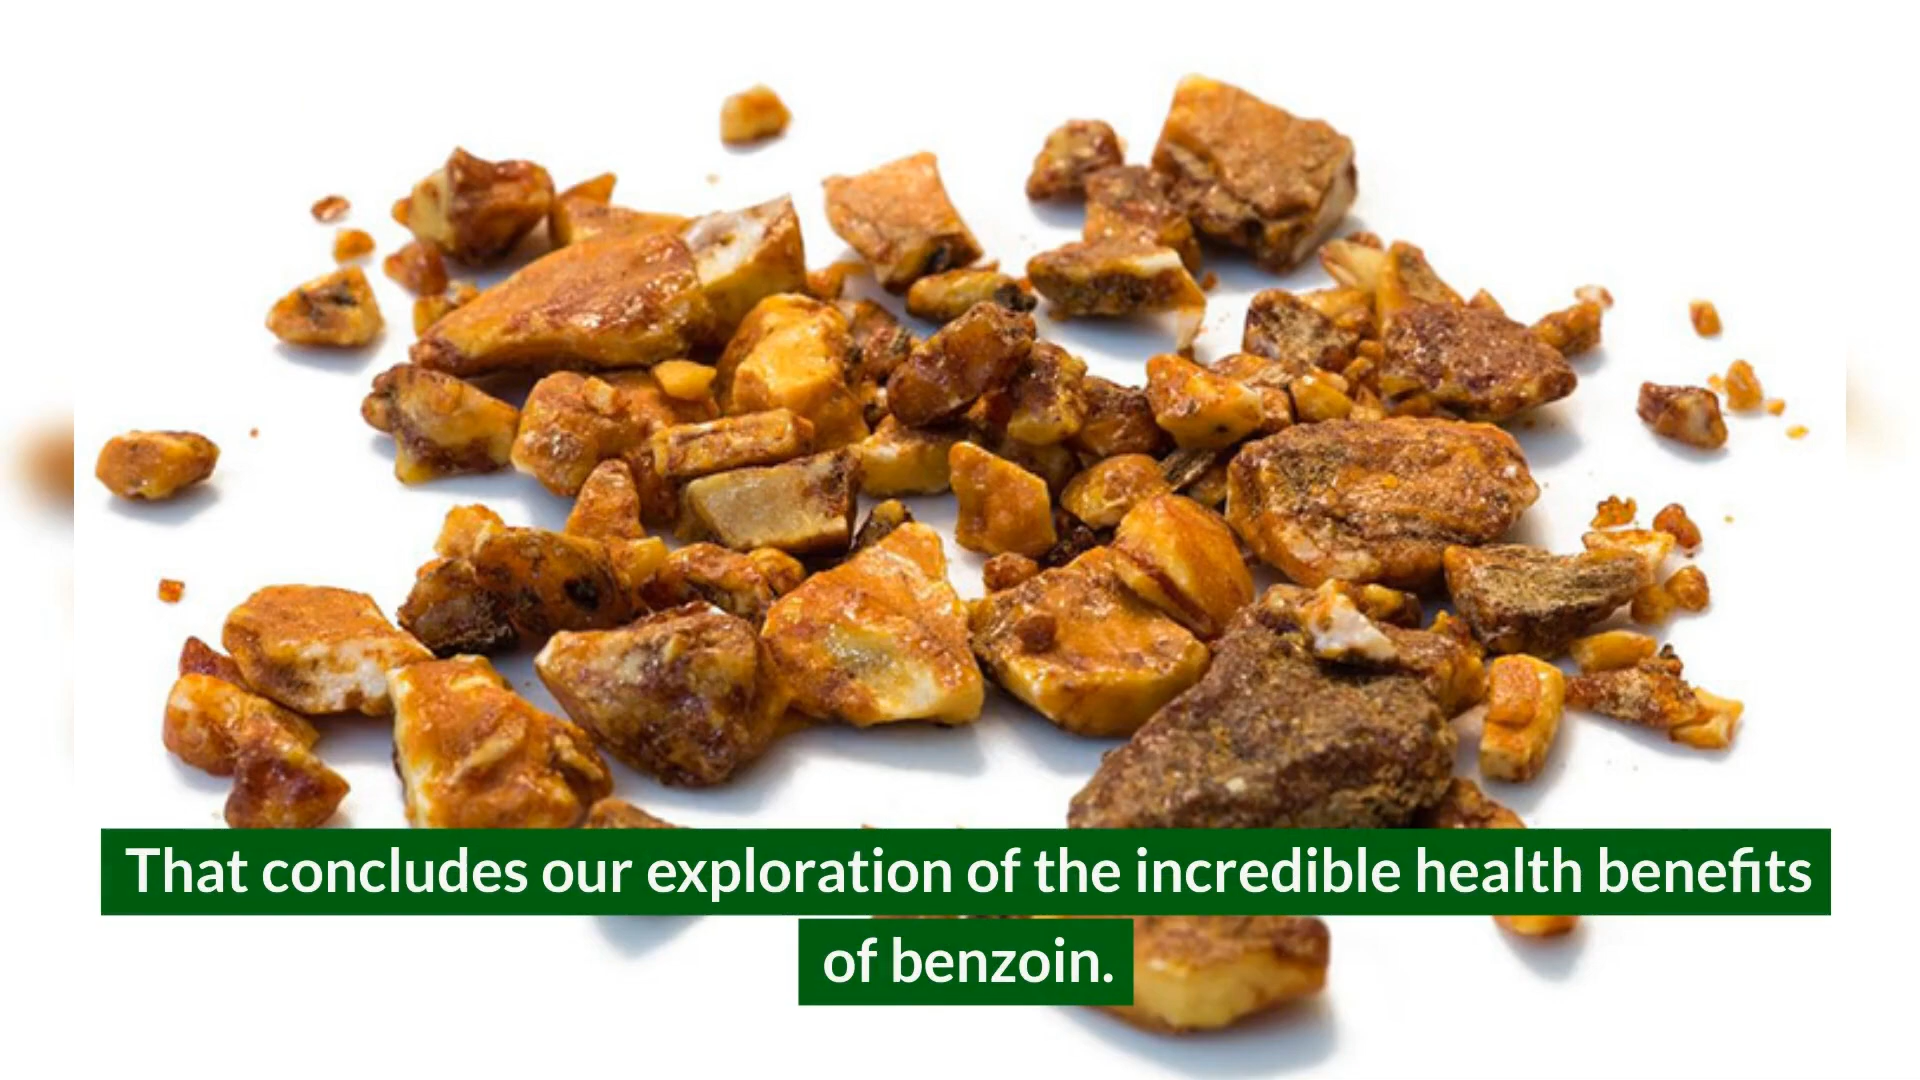 That concludes our exploration of the incredible health benefits
of benzoin.